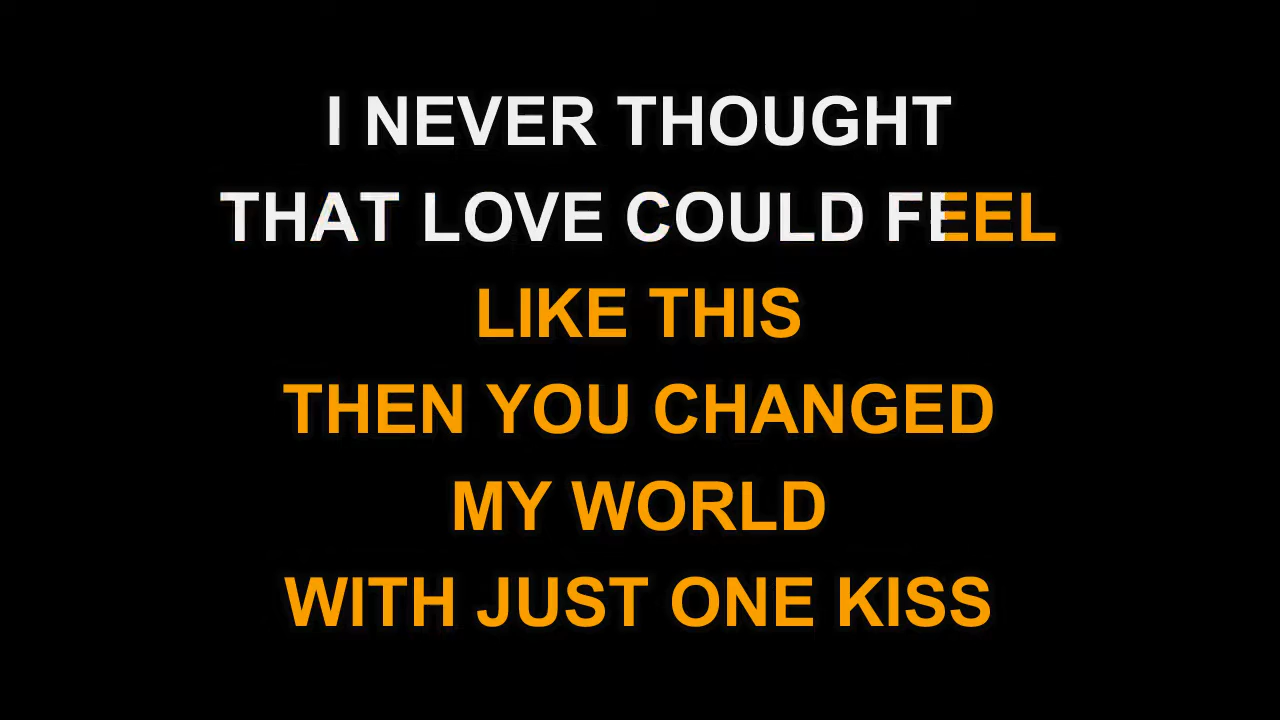 I NEVER THOUGHT
THAT LOVE COULD FEEL
LIKE THIS
THEN YOU CHANGED
MY WORLD
WITH JUST ONE KISS